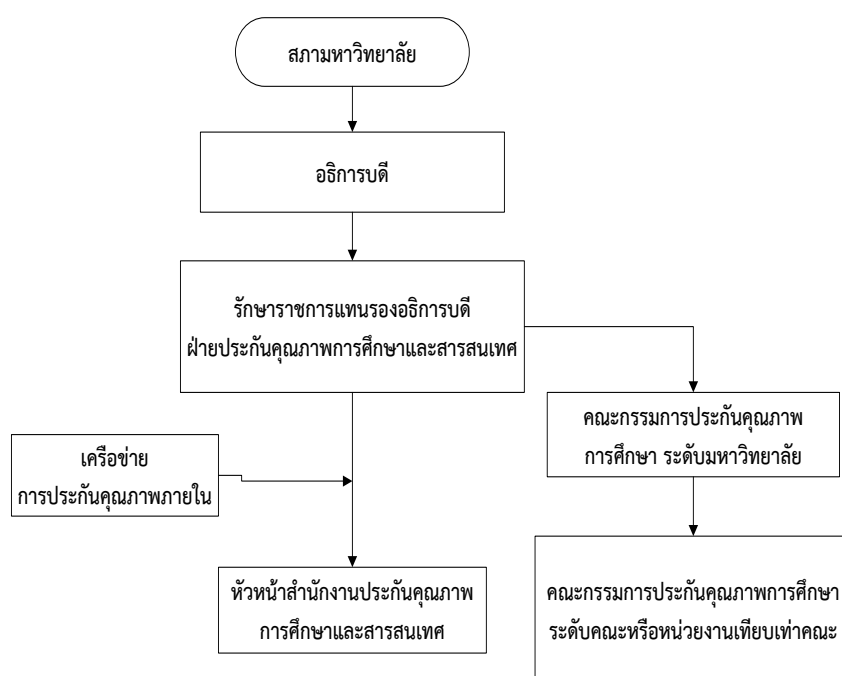 สภามหาวิทยาลัย
อธิการบดี
รักษาราชการแทนรองอธิการบดี
ฝ่ายประกันคุณภาพการศึกษาและสารสนเทศ
คณะกรรมการประกันคุณภาพ
การศึกษา ระดับมหาวิทยาลัย
เครือข่าย
การประกันคุณภาพภายใน
หัวหน้าสำนักงานประกันคุณภาพ
การศึกษาและสารสนเทศ
คณะกรรมการประกันคุณภาพการศึกษา
ระดับคณะหรือหน่วยงานเทียบเท่าคณะ